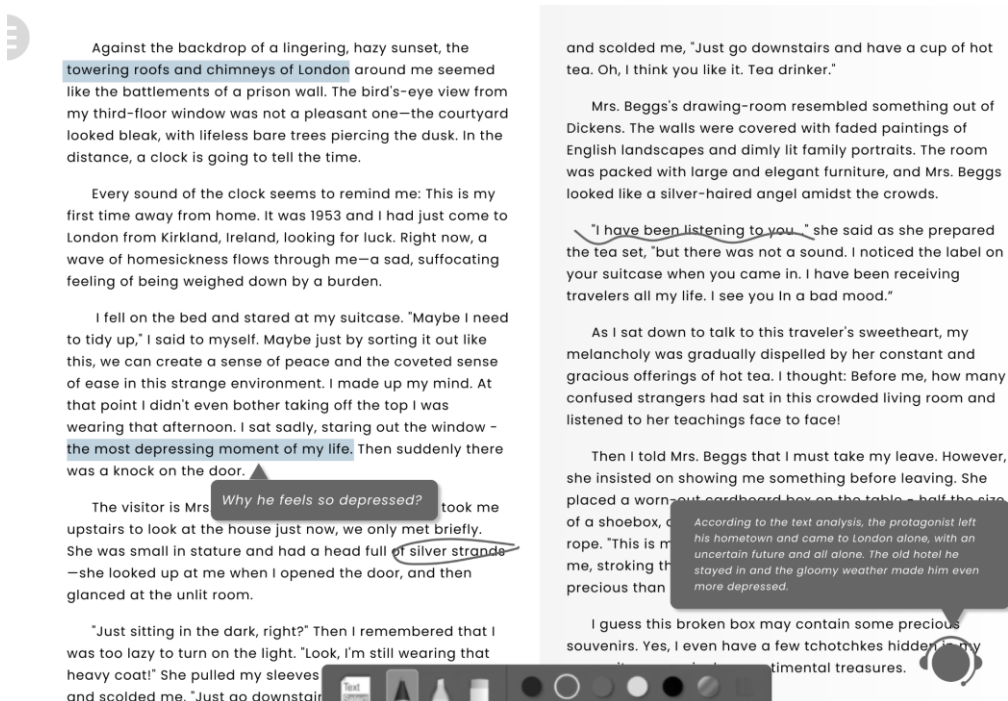 Against the backdrop of a lingering, hazy sunset, the
towering roofs and chimneys of London around me seemed
like the battlements of a prison wall. The bird's-eye view from
my third-floor window was not a pleasant one—the courtyard
looked bleak, with lifeless bare trees piercing the dusk. In the
distance, a clock is going to tell the time.
Every sound of the clock seems to remind me: This is my
first time away from home. It was 1953 and I had just come to
London from Kirkland, Ireland, looking for luck. Right now, a
wave of homesickness flows through me—a sad, suffocating
feeling of being weighed down by a burden.
I fell on the bed and stared at my suitcase. "Maybe I need
to tidy up," I said to myself. Maybe just by sorting it out like
this, we can create a sense of peace and the coveted sense
of ease in this strange environment. I made up my mind. At
that point I didn't even bother taking off the top I was
wearing that afternoon. I sat sadly, staring out the window -
the most depressing moment of my life. Then suddenly there
was a knock on the door.
Why he feels so depressed?
The visitor is Mrs. took me
upstairs to look at the house just now, we only met briefly.
She was small in stature and had a head full of silver strands
—she looked up at me when I opened the door, and then
glanced at the unlit room.
"Just sitting in the dark, right?" Then I remembered that I
was too lazy to turn on the light. "Look, I'm still wearing that
heavy coat!" She pulled my sleeves
and scolded me, "Just go downstair
and scolded me, "Just go downstairs and have a cup of hot
tea. Oh, I think you like it. Tea drinker."
Mrs. Beggs's drawing-room resembled something out of
Dickens. The walls were covered with faded paintings of
English landscapes and dimly lit family portraits. The room
was packed with large and elegant furniture, and Mrs. Beggs
looked like a silver-haired angel amidst the crowds.
"I have been listening to you..." she said as she prepared
the tea set, "but there was not a sound. I noticed the label on
your suitcase when you came in. I have been receiving
travelers all my life. I see you In a bad mood.”
As I sat down to talk to this traveler's sweetheart, my
melancholy was gradually dispelled by her constant and
gracious offerings of hot tea. I thought: Before me, how many
confused strangers had sat in this crowded living room and
listened to her teachings face to face!
Then I told Mrs. Beggs that I must take my leave. However,
she insisted on showing me something before leaving. She
placed a worn-out cardboard box on the table - half the size
of a shoebox,
rope. "This is m
me, stroking th
precious than
According to the text analysis, the protagonist left
his hometown and came to London alone, with an
uncertain future and all alone. The old hotel he
stayed in and the gloomy weather made him even
more depressed.
I guess this broken box may contain some precious
souvenirs. Yes, I even have a few tchotchkes hidden in my
timental treasures.
Text